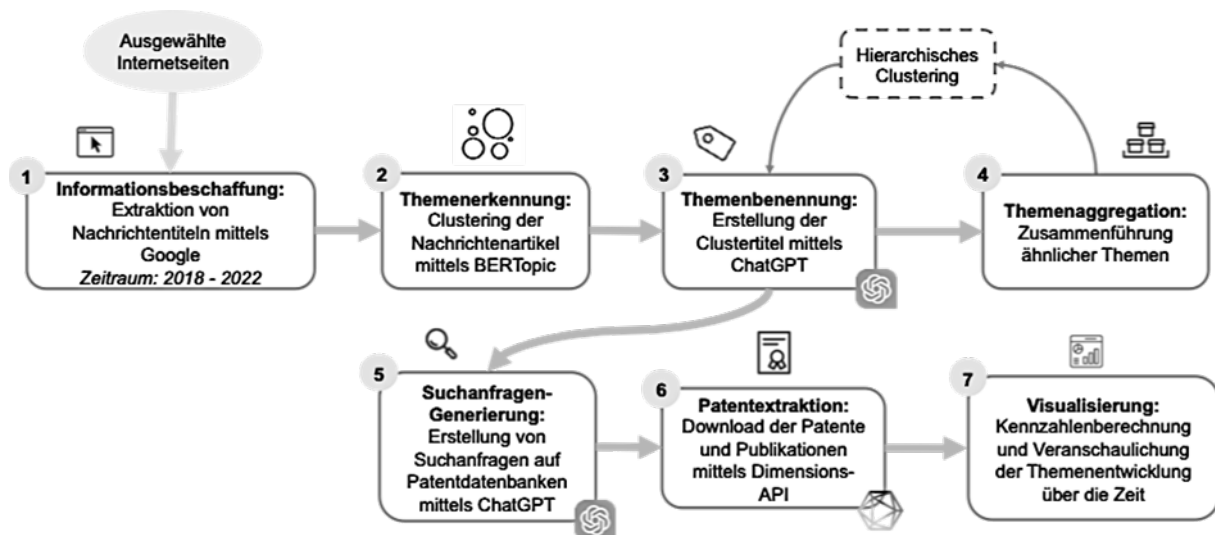 Ausgewählte
Internetseiten
Hierarchisches
Clustering
1
Informationsbeschaffung:
Extraktion von
Nachrichtentiteln mittels
Google
Zeitraum: 2018 - 2022
2
Themenerkennung:
Clustering der
Nachrichtenartikel
mittels BERTopic
3
Themenbenennung:
Erstellung der
Clustertitel mittels
ChatGPT
4
Themenaggregation:
Zusammenführung
ähnlicher Themen
5
Suchanfragen-
Generierung:
Erstellung von
Suchanfragen auf
Patentdatenbanken
mittels ChatGPT
6
Patentextraktion:
Download der Patente
und Publikationen
mittels Dimensions-
API
7
Visualisierung:
Kennzahlenberechnung
und Veranschaulichung
der Themenentwicklung
über die Zeit